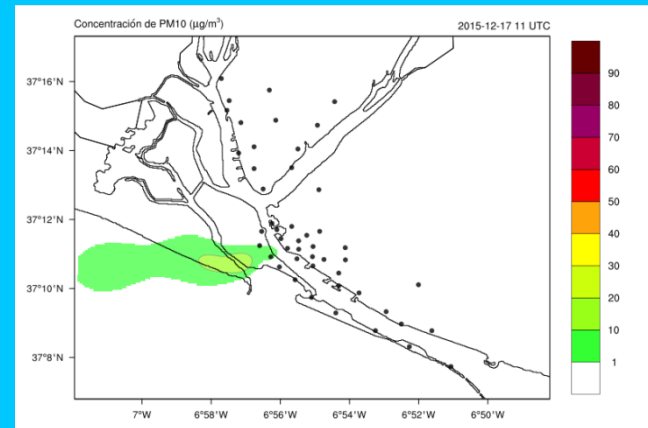 Concentración de PM10 (µg/m³)
2015-12-17 11 UTC
37°16'N
37°14'N
37°12'N
37°10'N
37°8'N
7°W
6°58'W
6°56'W
6°54'W
6°52'W
6°50'W
90
80
70
60
50
40
30
20
10
1